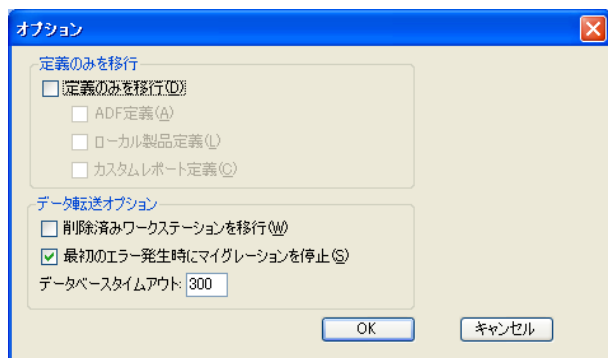 オプション
定義のみを移行
定義のみを移行(D)
ADF定義(A)
ローカル製品定義(L)
カスタムレポート定義(C)
データ転送オプション
削除済みワークステーションを移行(W)
最初のエラー発生時にマイグレーションを停止(S)
データベースタイムアウト: 300
OK キャンセル